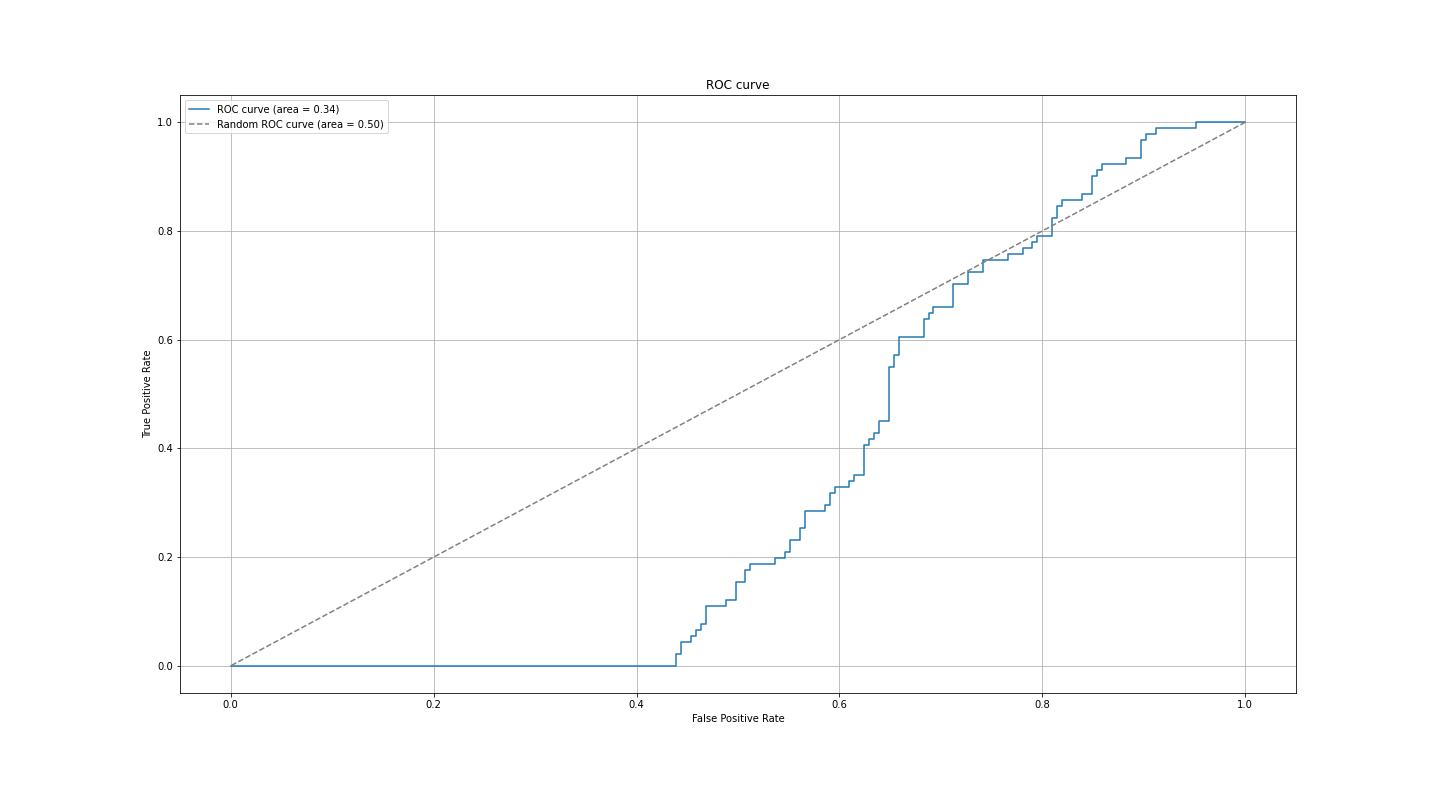 ROC curve
ROC curve (area = 0.34)
Random ROC curve (area = 0.50)
1.0
0.8
0.6
0.4
0.2
0.0
True Positive Rate
0.0 0.2 0.4 0.6 0.8 1.0
False Positive Rate